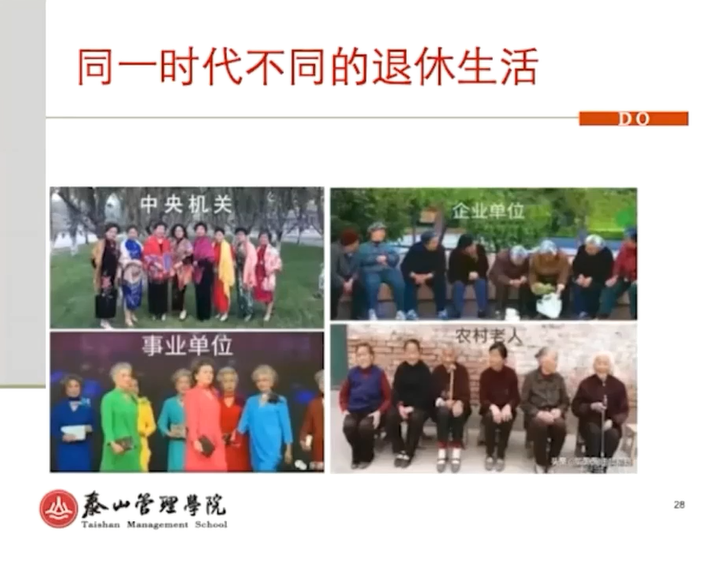 同一时代不同的退休生活
DO
中央机关
企业单位
事业单位
农村老人
泰山管理學院
Taishan Management School
28